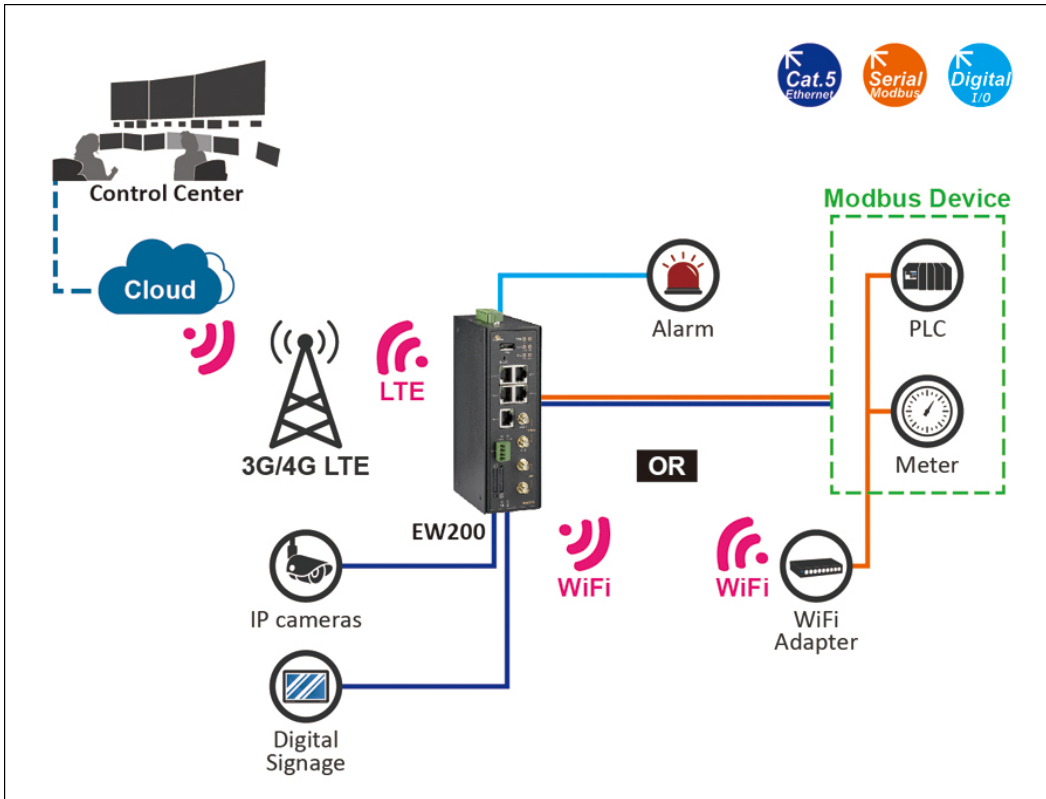 Cat.5
Ethernet
Serial
Modbus
Digital
I/O
Control Center
Modbus Device
Cloud
Alarm
PLC
LTE
3G/4G LTE
Meter
OR
EW200
WiFi
WiFi
IP cameras
WiFi
Adapter
Digital
Signage